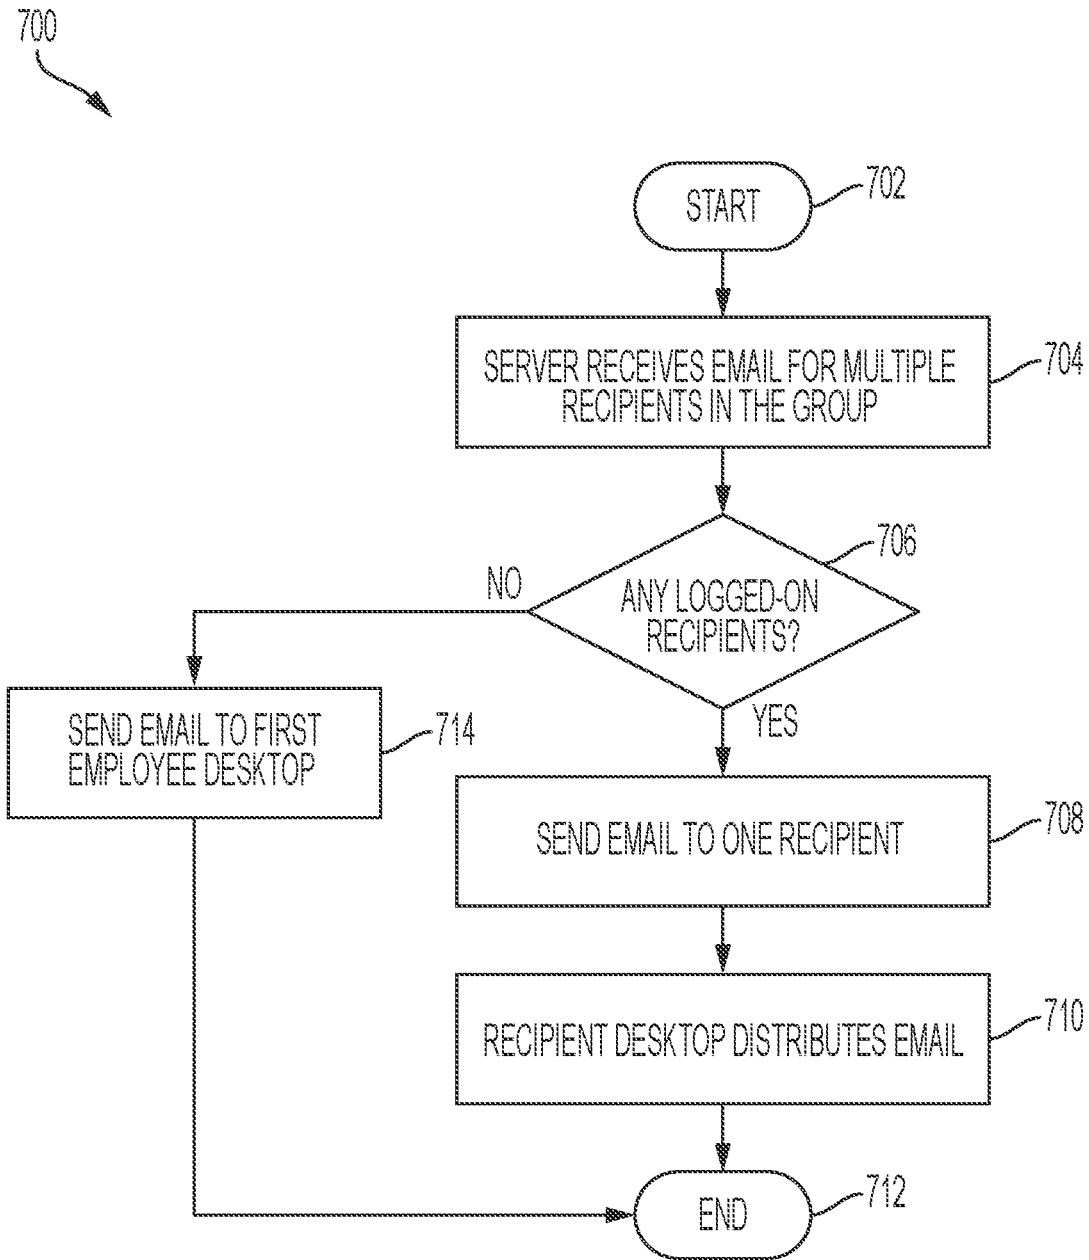 700
START
702
SERVER RECEIVES EMAIL FOR MULTIPLE
RECIPIENTS IN THE GROUP
704
ANY LOGGED-ON
RECIPIENTS?
706
NO
YES
SEND EMAIL TO FIRST
EMPLOYEE DESKTOP
714
SEND EMAIL TO ONE RECIPIENT
708
RECIPIENT DESKTOP DISTRIBUTES EMAIL
710
END
712